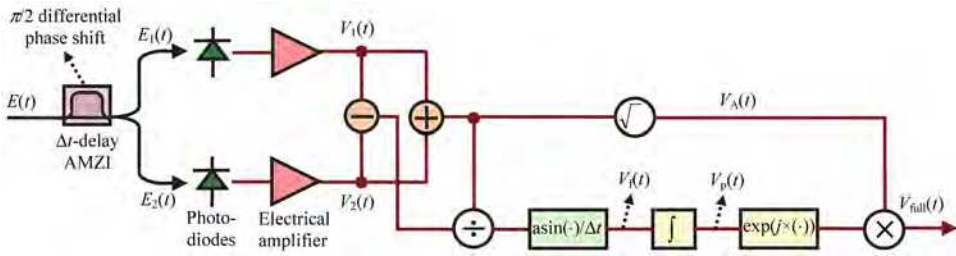 π/2 differential
phase shift
E(t)
Δt-delay
AMZI
E₁(t)
E₂(t)
Photo-
diodes
Electrical
amplifier
V₁(t)
V₂(t)
−
+
÷
√
V_A(t)
asin(·)/Δt
V_f(t)
∫
V_p(t)
exp(j×(·))
×
V_full(t)